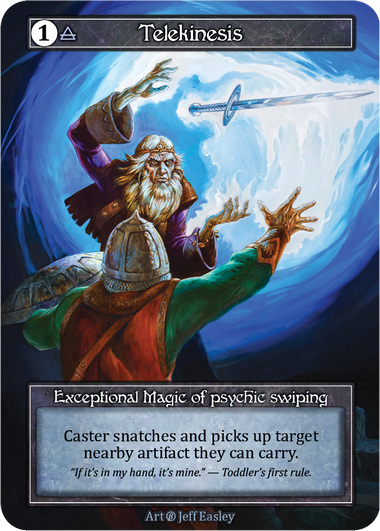 1 Telekinesis
Exceptional Magic of psychic swiping
Caster snatches and picks up target
nearby artifact they can carry.
"If it's in my hand, it's mine." — Toddler's first rule.
Art @ Jeff Easley